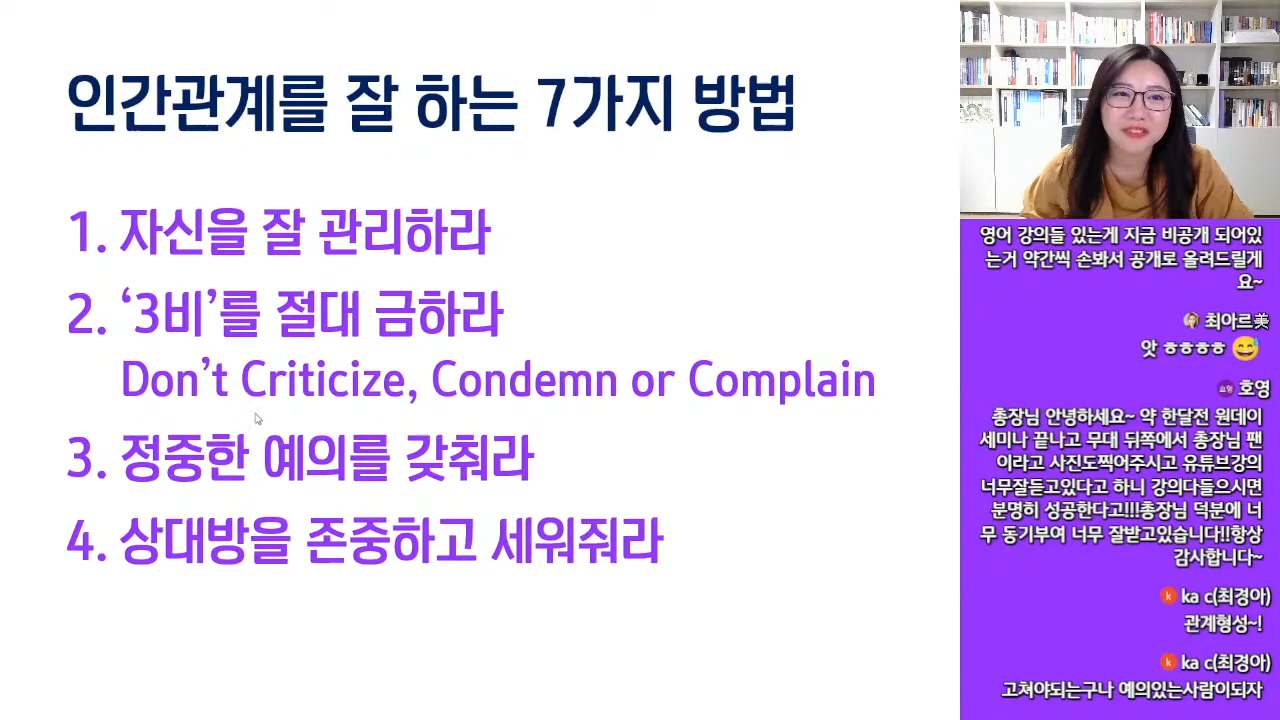 인간관계를 잘 하는 7가지 방법
1. 자신을 잘 관리하라
2. ‘3비’를 절대 금하라
Don’t Criticize, Condemn or Complain
3. 정중한 예의를 갖춰라
4. 상대방을 존중하고 세워줘라
영어 강의들 있는게 지금 비공개 되어있
는거 약간씩 손봐서 공개로 올려드릴게
요~
최아르美
앗 ㅎㅎㅎㅎ 😅
호영
총장님 안녕하세요~ 약 한달전 원데이
세미나 끝나고 무대 뒤쪽에서 총장님 팬
이라고 사진도찍어주시고 유튜브강의
너무잘듣고있다고 하니 강의다들으시면
분명히 성공한다고!!!총장님 덕분에 너
무 동기부여 너무 잘받고있습니다!!항상
감사합니다~
k ka c(최경아)
관계형성~!
k ka c(최경아)
고쳐야되는구나 예의있는사람이되자